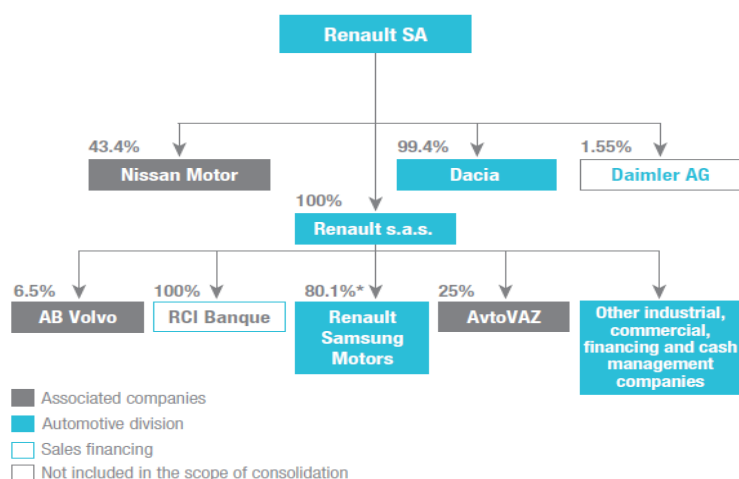 Renault SA
43.4%
99.4%
1.55%
Nissan Motor
Dacia
Daimler AG
100%
Renault s.a.s.
6.5%
100%
80.1%*
25%
AB Volvo
RCI Banque
Renault
Samsung
Motors
AvtoVAZ
Other industrial,
commercial,
financing and cash
management
companies
Associated companies
Automotive division
Sales financing
Not included in the scope of consolidation